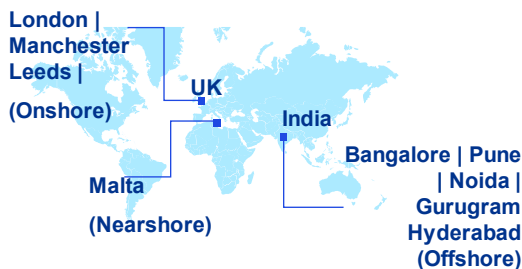 London |
Manchester
Leeds |
(Onshore)
UK
India
Malta
(Nearshore)
Bangalore | Pune
| Noida |
Gurugram
Hyderabad
(Offshore)